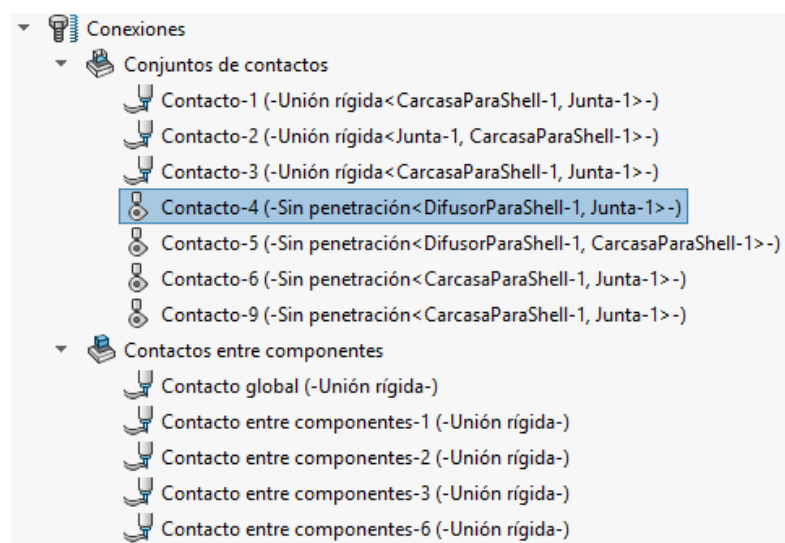 Conexiones
Conjuntos de contactos
Contacto-1 (-Unión rígida<CarcasaParaShell-1, Junta-1>-)
Contacto-2 (-Unión rígida<Junta-1, CarcasaParaShell-1>-)
Contacto-3 (-Unión rígida<CarcasaParaShell-1, Junta-1>-)
Contacto-4 (-Sin penetración<DifusorParaShell-1, Junta-1>-)
Contacto-5 (-Sin penetración<DifusorParaShell-1, CarcasaParaShell-1>-)
Contacto-6 (-Sin penetración<CarcasaParaShell-1, Junta-1>-)
Contacto-9 (-Sin penetración<CarcasaParaShell-1, Junta-1>-)
Contactos entre componentes
Contacto global (-Unión rígida-)
Contacto entre componentes-1 (-Unión rígida-)
Contacto entre componentes-2 (-Unión rígida-)
Contacto entre componentes-3 (-Unión rígida-)
Contacto entre componentes-6 (-Unión rígida-)